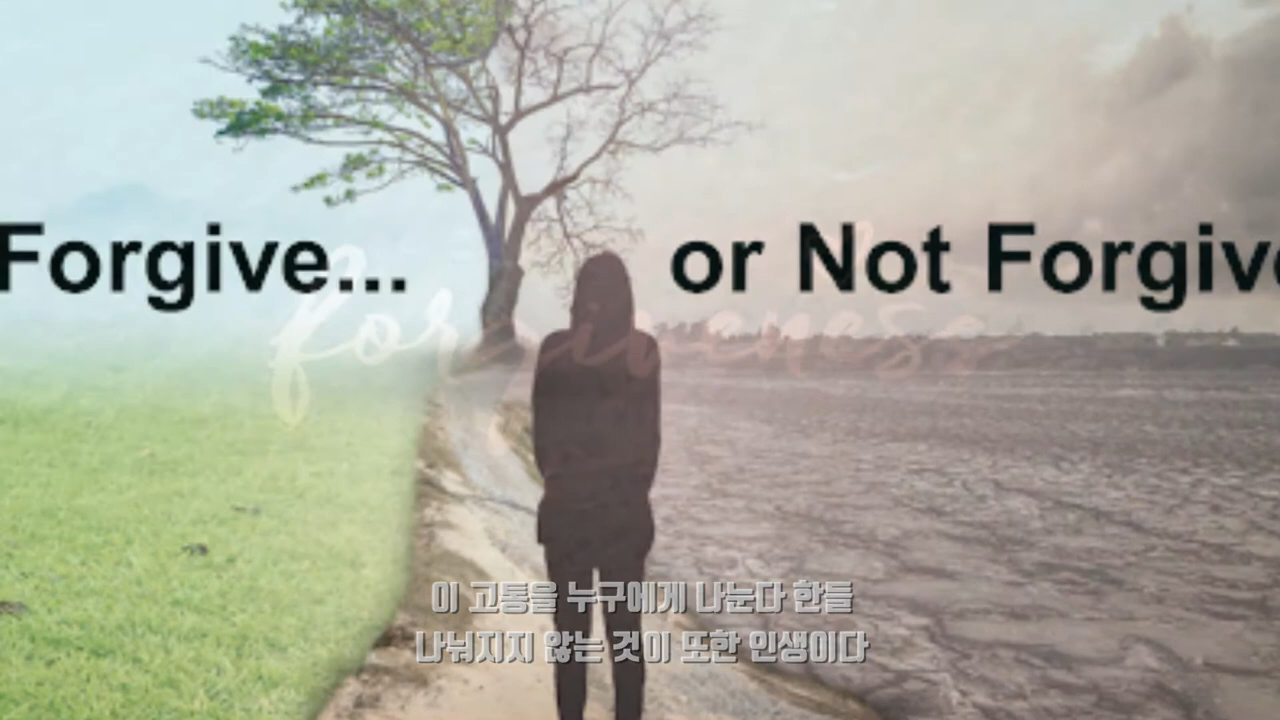 Forgive...
or Not Forgive
forgiveness
이 고통을 누구에게 나눈다 한들
나눠지지 않는 것이 또한 인생이다